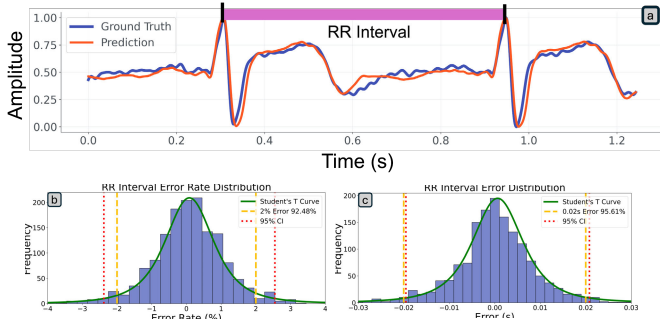 a
Ground Truth
Prediction
RR Interval
Amplitude
1.00
0.75
0.50
0.25
0.00
0.0 0.2 0.4 0.6 0.8 1.0 1.2
Time (s)
b
RR Interval Error Rate Distribution
Student's T Curve
2% Error 92.48%
95% CI
Frequency
200
150
100
50
0
−4 −3 −2 −1 0 1 2 3 4
Error Rate (%)
c
RR Interval Error Distribution
Student's T Curve
0.02s Error 95.61%
95% CI
Frequency
200
150
100
50
0
−0.03 −0.02 −0.01 0.00 0.01 0.02 0.03
Error (s)